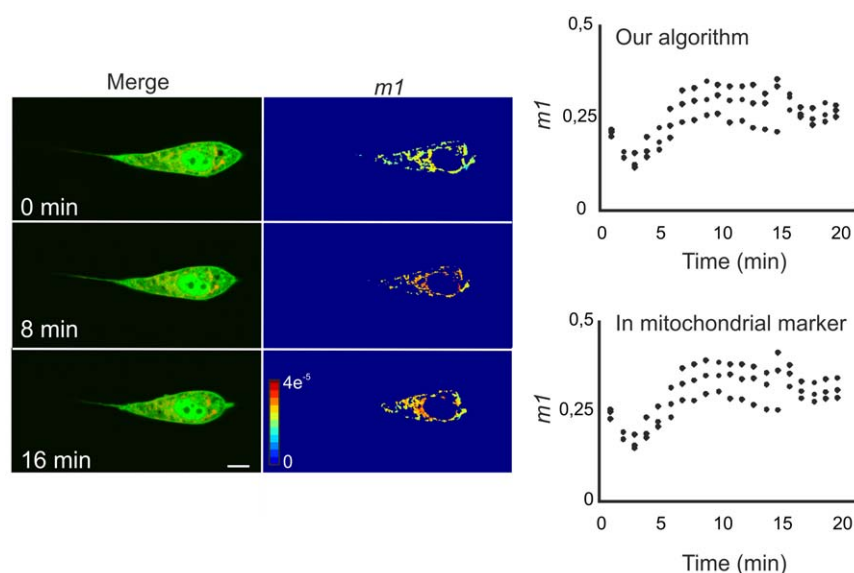 Merge
m1
0 min
8 min
16 min
4e⁻⁵
0
Our algorithm
0,5
0,25
0
m1
0 5 10 15 20
Time (min)
In mitochondrial marker
0,5
0,25
0
m1
0 5 10 15 20
Time (min)